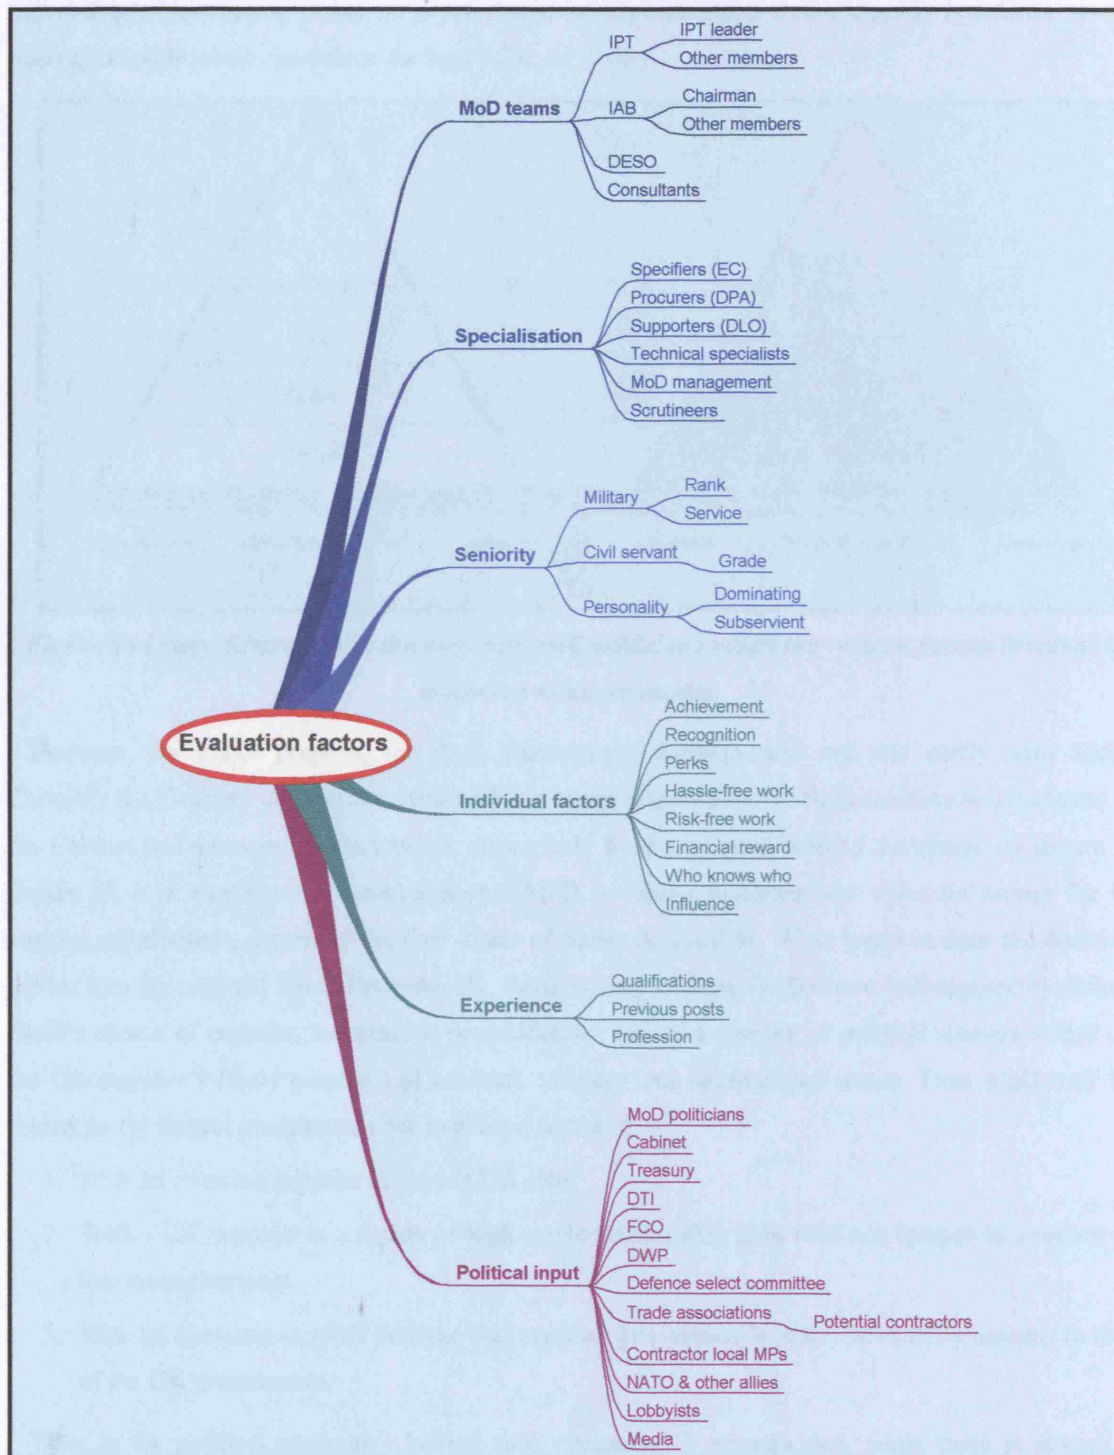 Evaluation factors
MoD teams
IPT
IPT leader
Other members
IAB
Chairman
Other members
DESO
Consultants
Specialisation
Specifiers (EC)
Procurers (DPA)
Supporters (DLO)
Technical specialists
MoD management
Scrutineers
Seniority
Military
Rank
Service
Civil servant
Grade
Personality
Dominating
Subservient
Individual factors
Achievement
Recognition
Perks
Hassle-free work
Risk-free work
Financial reward
Who knows who
Influence
Experience
Qualifications
Previous posts
Profession
Political input
MoD politicians
Cabinet
Treasury
DTI
FCO
DWP
Defence select committee
Trade associations
Potential contractors
Contractor local MPs
NATO & other allies
Lobbyists
Media